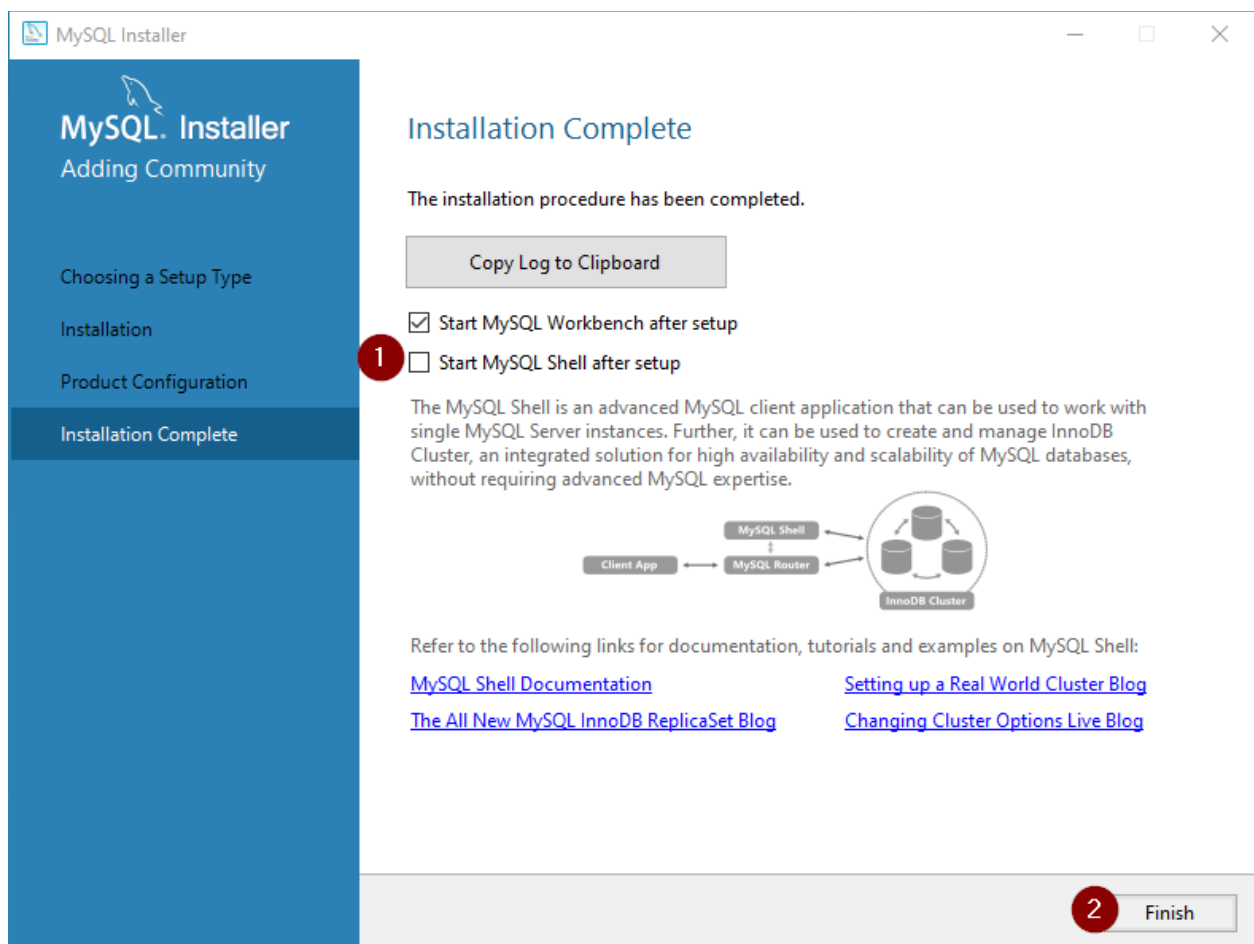 MySQL Installer
MySQL. Installer
Adding Community
Choosing a Setup Type
Installation
Product Configuration
Installation Complete
Installation Complete
The installation procedure has been completed.
Copy Log to Clipboard
Start MySQL Workbench after setup
1
Start MySQL Shell after setup
The MySQL Shell is an advanced MySQL client application that can be used to work with
single MySQL Server instances. Further, it can be used to create and manage InnoDB
Cluster, an integrated solution for high availability and scalability of MySQL databases,
without requiring advanced MySQL expertise.
MySQL Shell
Client App
MySQL Router
InnoDB Cluster
Refer to the following links for documentation, tutorials and examples on MySQL Shell:
MySQL Shell Documentation
Setting up a Real World Cluster Blog
The All New MySQL InnoDB ReplicaSet Blog
Changing Cluster Options Live Blog
2
Finish